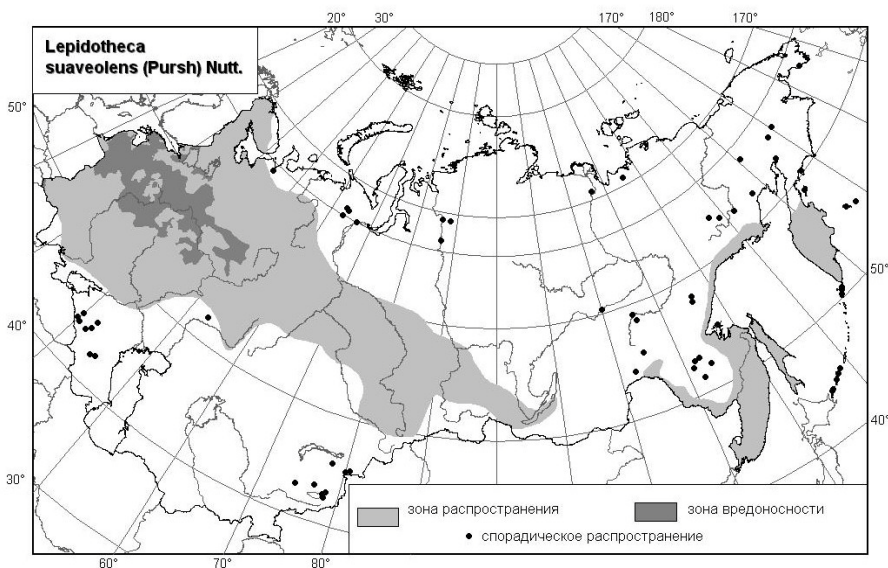 20° 30° 170° 180° 170°
Lepidotheca
suaveolens (Pursh) Nutt.
50°
50°
40°
40°
30°
зона распространения
зона вредоносности
спорадическое распространение
60° 70° 80°